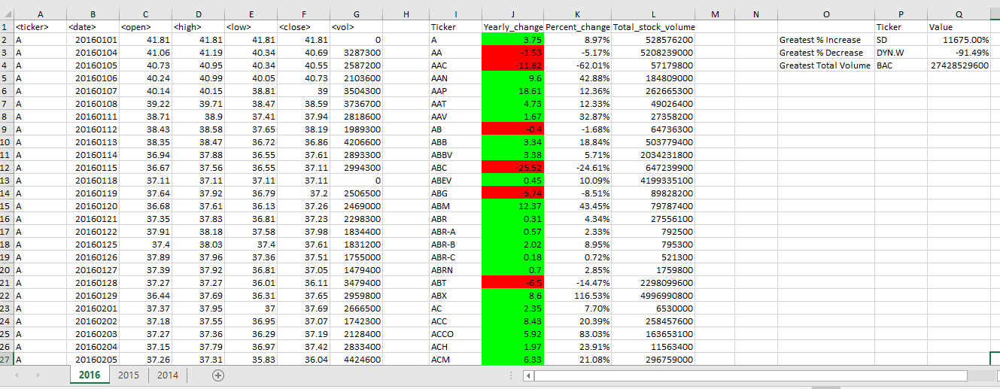 A B C D E F G H I J K L M N O P Q
1 <ticker> <date> <open> <high> <low> <close> <vol> Ticker Yearly_change Percent_change Total_stock_volume Ticker Value
2 A 20160101 41.81 41.81 41.81 41.81 0 A 3.75 8.97% 528576200 Greatest % Increase SD 11675.00%
3 A 20160104 41.06 41.19 40.34 40.69 3287300 AA -1.53 -5.17% 5208239000 Greatest % Decrease DYN.W -91.49%
4 A 20160105 40.73 40.95 40.34 40.55 2587200 AAC -11.82 -62.01% 57179800 Greatest Total Volume BAC 27428529600
5 A 20160106 40.24 40.99 40.05 40.73 2103600 AAN 9.6 42.88% 184809000
6 A 20160107 40.14 40.15 38.81 39 3504300 AAP 18.61 12.36% 262665300
7 A 20160108 39.22 39.71 38.47 38.59 3736700 AAT 4.73 12.33% 49026400
8 A 20160111 38.71 38.9 37.41 37.94 2818600 AAV 1.67 32.87% 27358200
9 A 20160112 38.43 38.58 37.65 38.19 1989300 AB -0.4 -1.68% 64736300
10 A 20160113 38.35 38.47 36.72 36.86 4206600 ABB 3.34 18.84% 503779400
11 A 20160114 36.94 37.88 36.55 37.61 2893300 ABBV 3.38 5.71% 2034231800
12 A 20160115 36.67 37.56 36.55 37.11 2994300 ABC -25.52 -24.61% 647239900
13 A 20160118 37.11 37.11 37.11 37.11 0 ABEV 0.45 10.09% 4199335100
14 A 20160119 37.64 37.92 36.79 37.2 2506500 ABG -5.74 -8.51% 89828200
15 A 20160120 36.68 37.61 36.13 37.26 2469000 ABM 12.37 43.45% 79787400
16 A 20160121 37.35 37.83 36.81 37.23 2298300 ABR 0.31 4.34% 27556100
17 A 20160122 37.91 38.18 37.58 37.98 1834400 ABR-A 0.57 2.33% 792500
18 A 20160125 37.4 38.03 37.4 37.61 1831200 ABR-B 2.02 8.95% 795300
19 A 20160126 37.89 37.96 37.36 37.51 1755000 ABR-C 0.18 0.72% 521300
20 A 20160127 37.39 37.92 36.81 37.05 1479400 ABRN 0.7 2.85% 1759800
21 A 20160128 37.27 37.27 36.01 36.11 3479400 ABT -6.5 -14.47% 2298099600
22 A 20160129 36.44 37.69 36.31 37.65 2959800 ABX 8.6 116.53% 4996990800
23 A 20160201 37.37 37.95 37 37.69 2666500 AC 2.35 7.70% 6530000
24 A 20160202 37.18 37.55 36.95 37.07 1742300 ACC 8.43 20.39% 258457600
25 A 20160203 37.27 37.36 36.29 37.19 2128400 ACCO 5.92 83.03% 163653100
26 A 20160204 37.15 37.79 36.97 37.42 2833400 ACH 1.97 23.91% 11563400
27 A 20160205 37.26 37.31 35.83 36.04 4424600 ACM 6.33 21.08% 296759000
2016 2015 2014